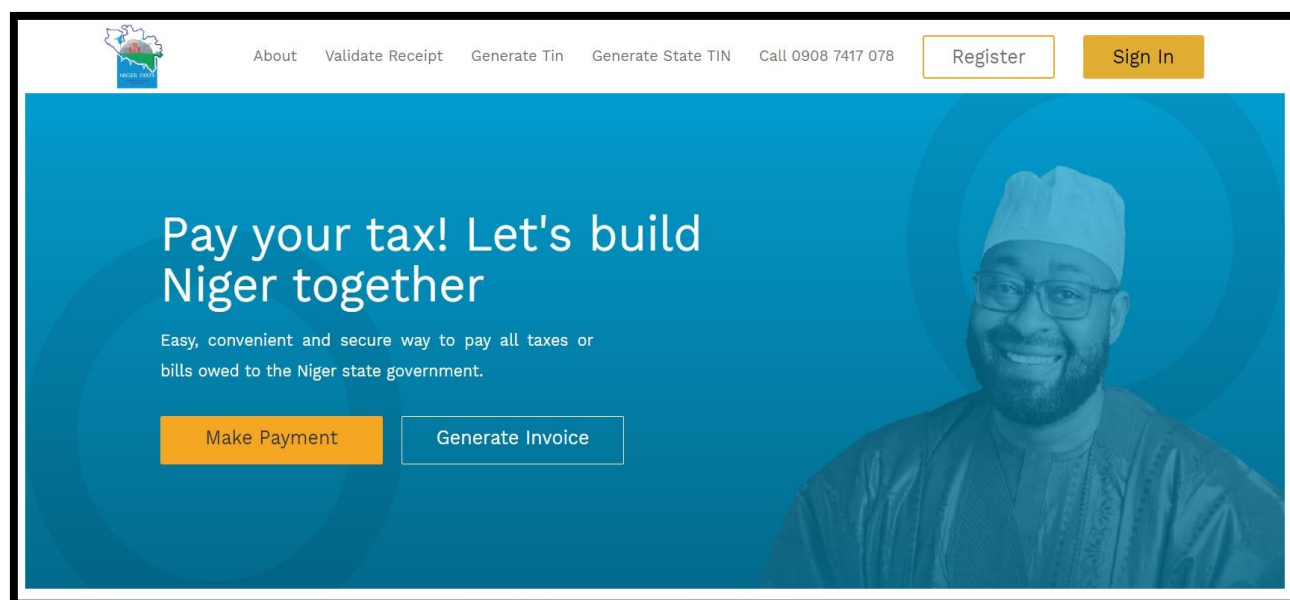 NIGER STATE
About
Validate Receipt
Generate Tin
Generate State TIN
Call 0908 7417 078
Register
Sign In
Pay your tax! Let's build
Niger together
Easy, convenient and secure way to pay all taxes or
bills owed to the Niger state government.
Make Payment
Generate Invoice